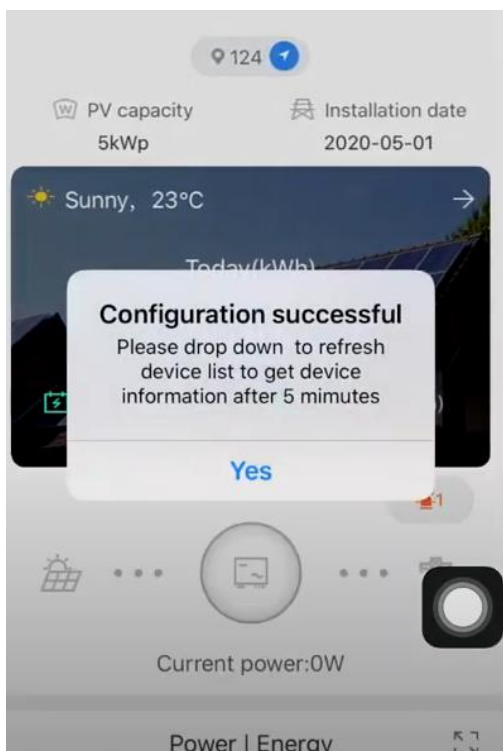 124
PV capacity
Installation date
5kWp
2020-05-01
Sunny, 23°C
Today(kWh)
Configuration successful
Please drop down to refresh
device list to get device
information after 5 mimutes
Yes
1
Current power:0W
Power | Energy